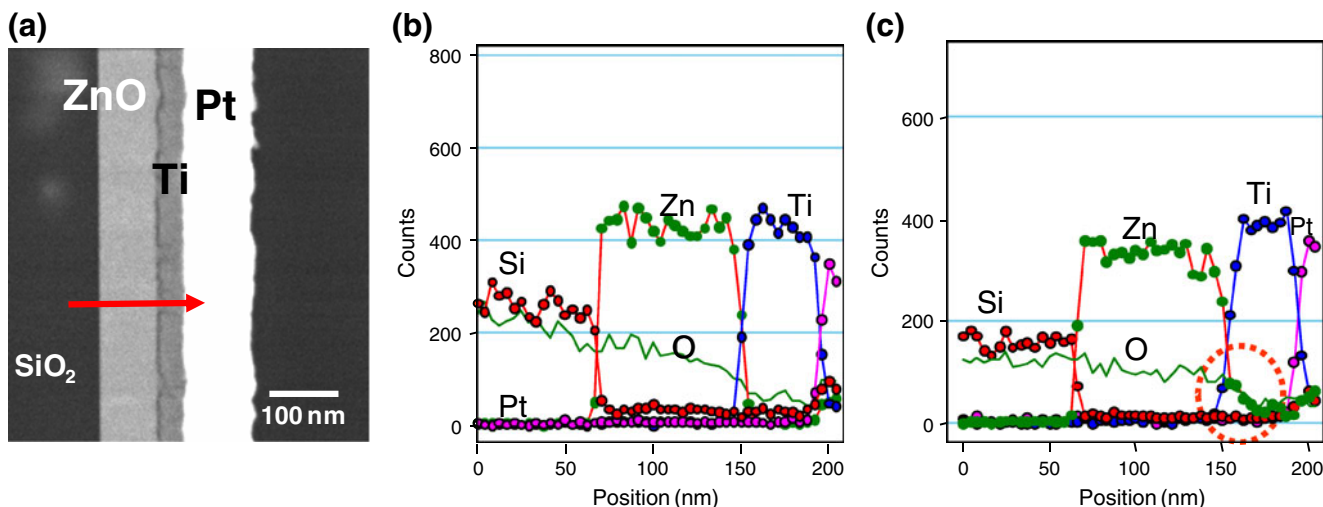 (a)
ZnO
Pt
Ti
SiO2
100 nm
(b)
800
600
400
200
0
Counts
Si
Zn
Ti
O
Pt
0 50 100 150 200
Position (nm)
(c)
600
400
200
0
Counts
Si
Zn
Ti
Pt
O
0 50 100 150 200
Position (nm)